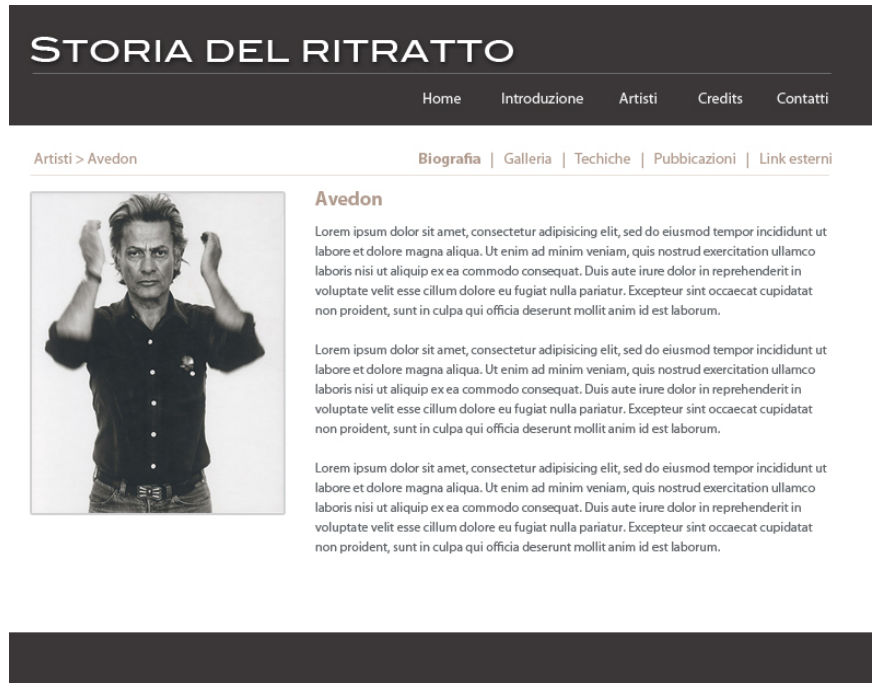 STORIA DEL RITRATTO
Home Introduzione Artisti Credits Contatti
Artisti > Avedon
Biografia | Galleria | Techiche | Pubbicazioni | Link esterni
Avedon
Lorem ipsum dolor sit amet, consectetur adipisicing elit, sed do eiusmod tempor incididunt ut
labore et dolore magna aliqua. Ut enim ad minim veniam, quis nostrud exercitation ullamco
laboris nisi ut aliquip ex ea commodo consequat. Duis aute irure dolor in reprehenderit in
voluptate velit esse cillum dolore eu fugiat nulla pariatur. Excepteur sint occaecat cupidatat
non proident, sunt in culpa qui officia deserunt mollit anim id est laborum.
Lorem ipsum dolor sit amet, consectetur adipisicing elit, sed do eiusmod tempor incididunt ut
labore et dolore magna aliqua. Ut enim ad minim veniam, quis nostrud exercitation ullamco
laboris nisi ut aliquip ex ea commodo consequat. Duis aute irure dolor in reprehenderit in
voluptate velit esse cillum dolore eu fugiat nulla pariatur. Excepteur sint occaecat cupidatat
non proident, sunt in culpa qui officia deserunt mollit anim id est laborum.
Lorem ipsum dolor sit amet, consectetur adipisicing elit, sed do eiusmod tempor incididunt ut
labore et dolore magna aliqua. Ut enim ad minim veniam, quis nostrud exercitation ullamco
laboris nisi ut aliquip ex ea commodo consequat. Duis aute irure dolor in reprehenderit in
voluptate velit esse cillum dolore eu fugiat nulla pariatur. Excepteur sint occaecat cupidatat
non proident, sunt in culpa qui officia deserunt mollit anim id est laborum.